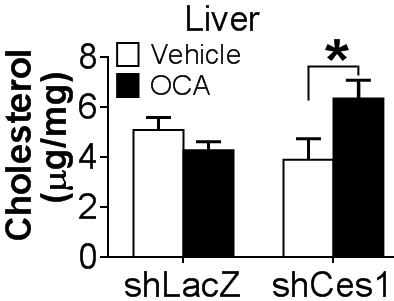 Liver
Cholesterol
(μg/mg)
8
6
4
2
0
Vehicle
OCA
*
shLacZ
shCes1